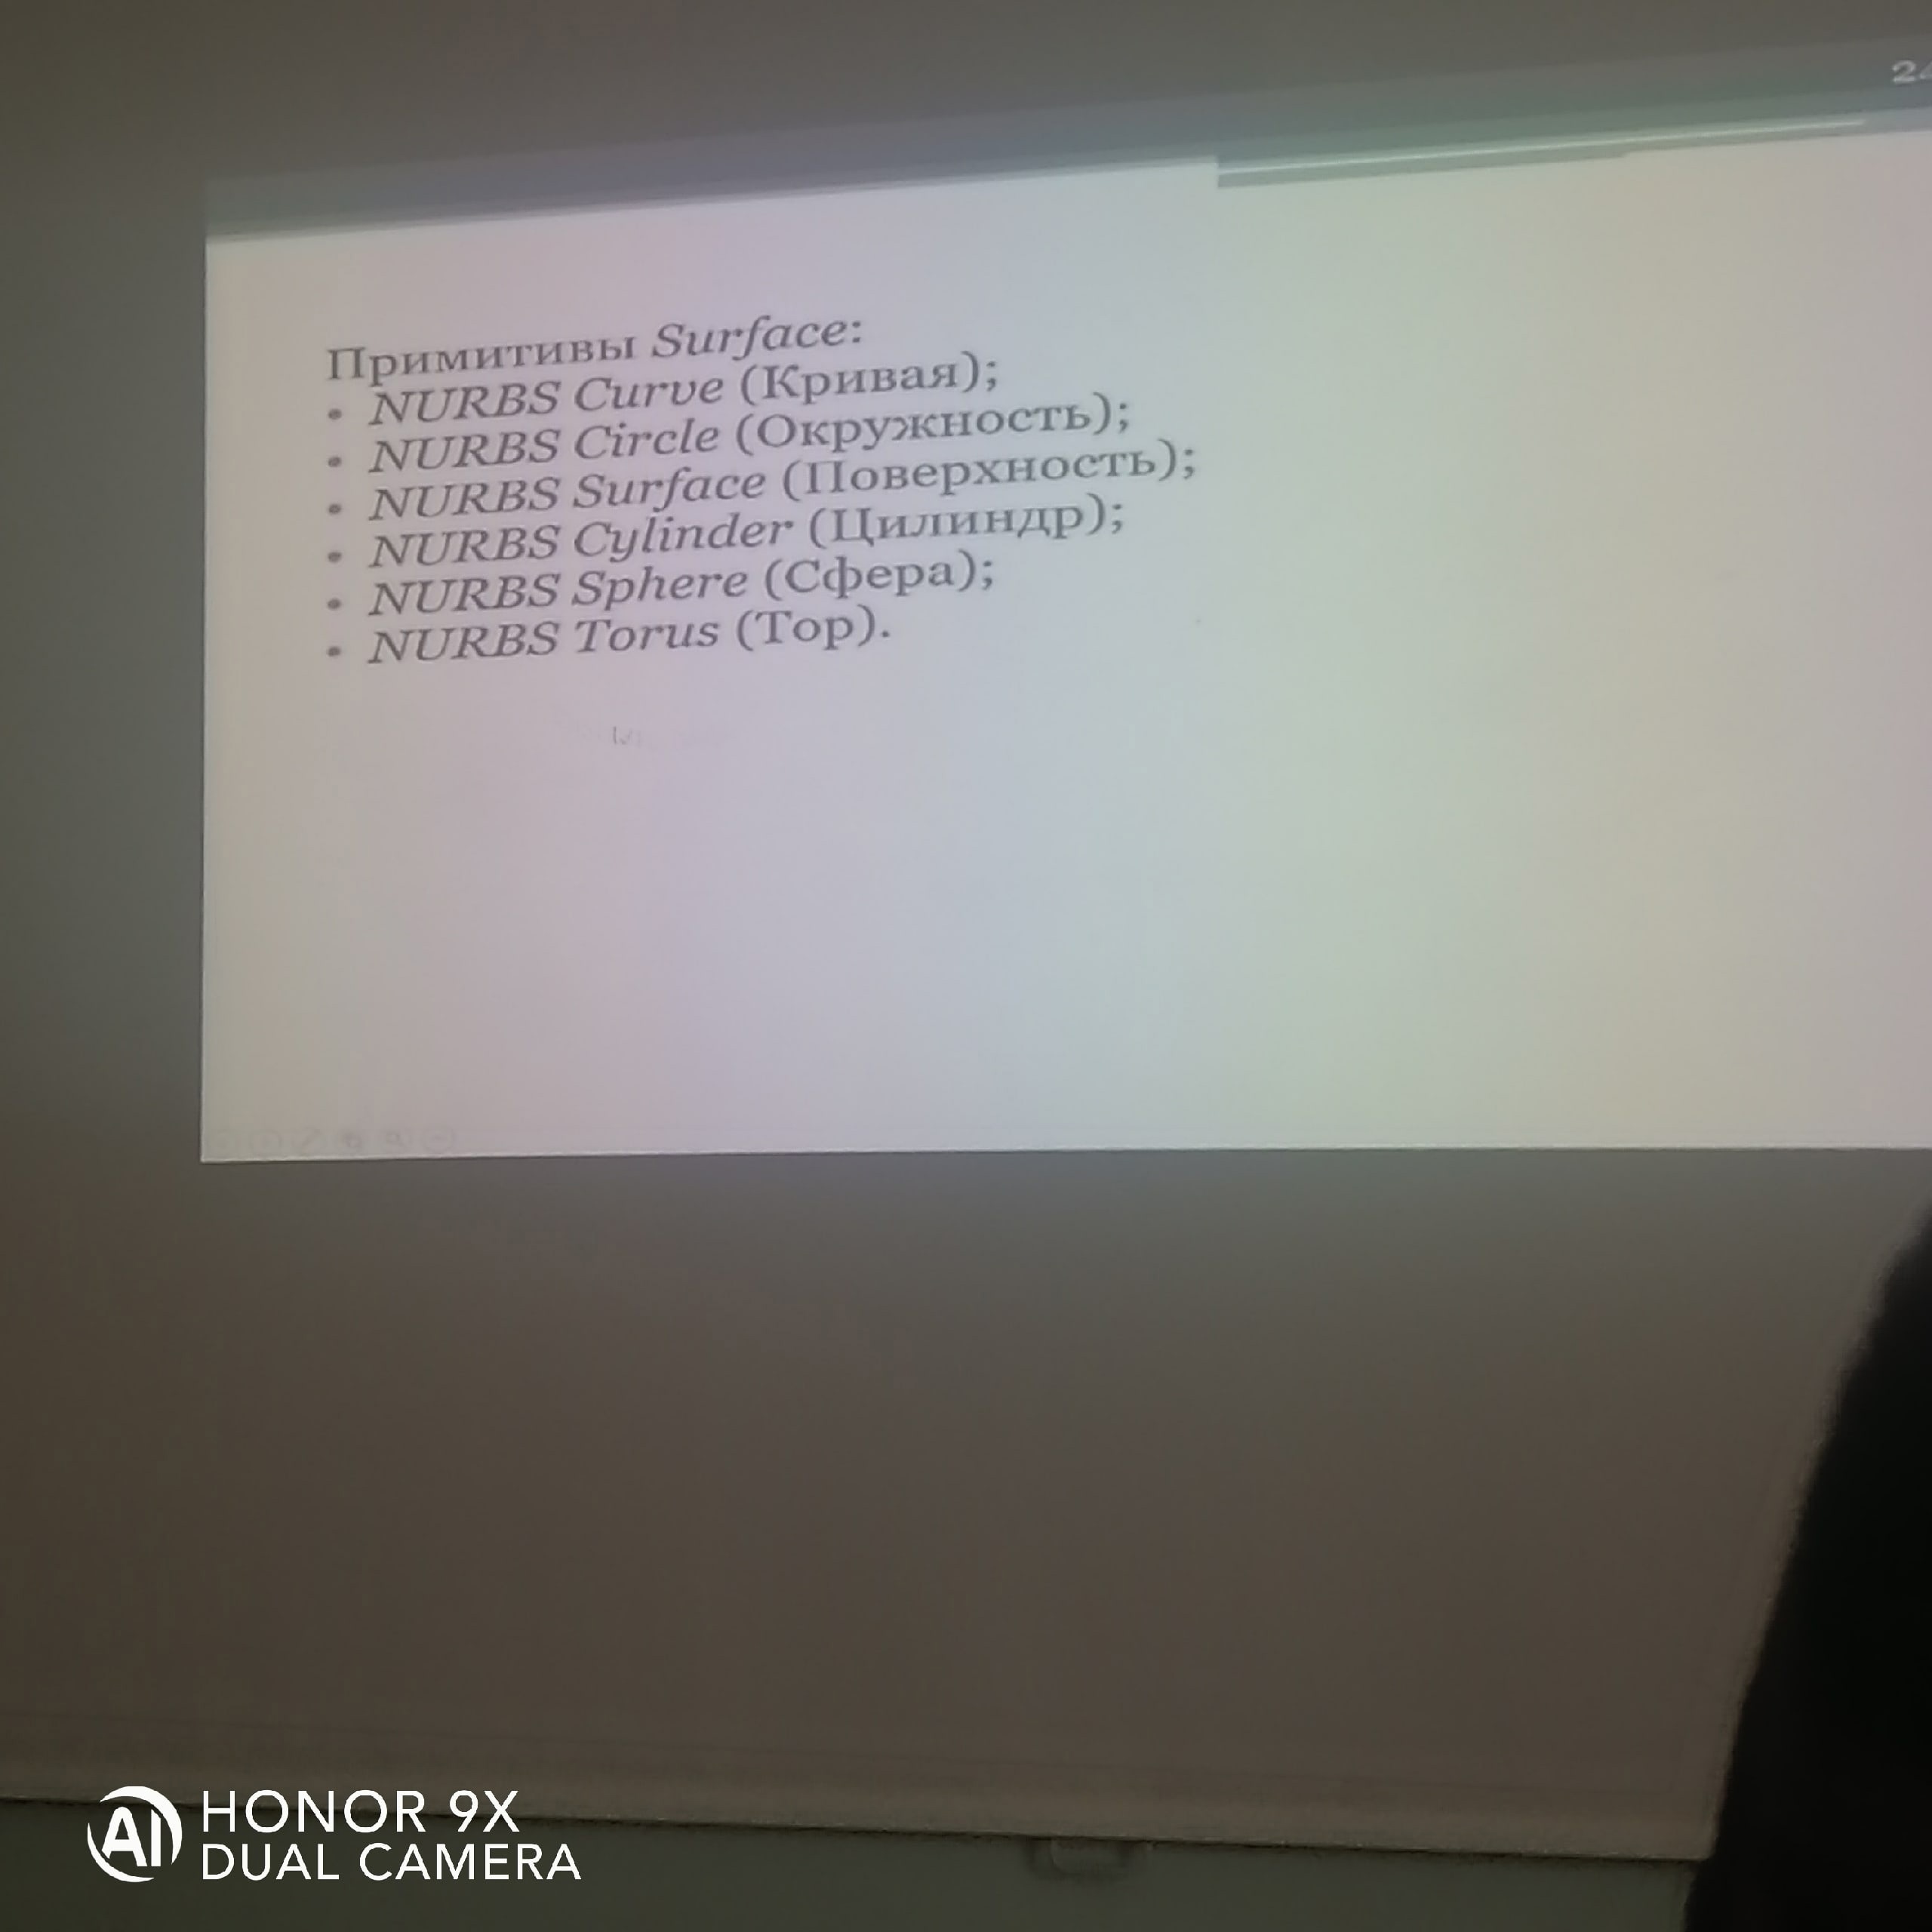 24
Примитивы Surface:
• NURBS Curve (Кривая);
• NURBS Circle (Окружность);
• NURBS Surface (Поверхность);
• NURBS Cylinder (Цилиндр);
• NURBS Sphere (Сфера);
• NURBS Torus (Тор).
AI HONOR 9X
DUAL CAMERA